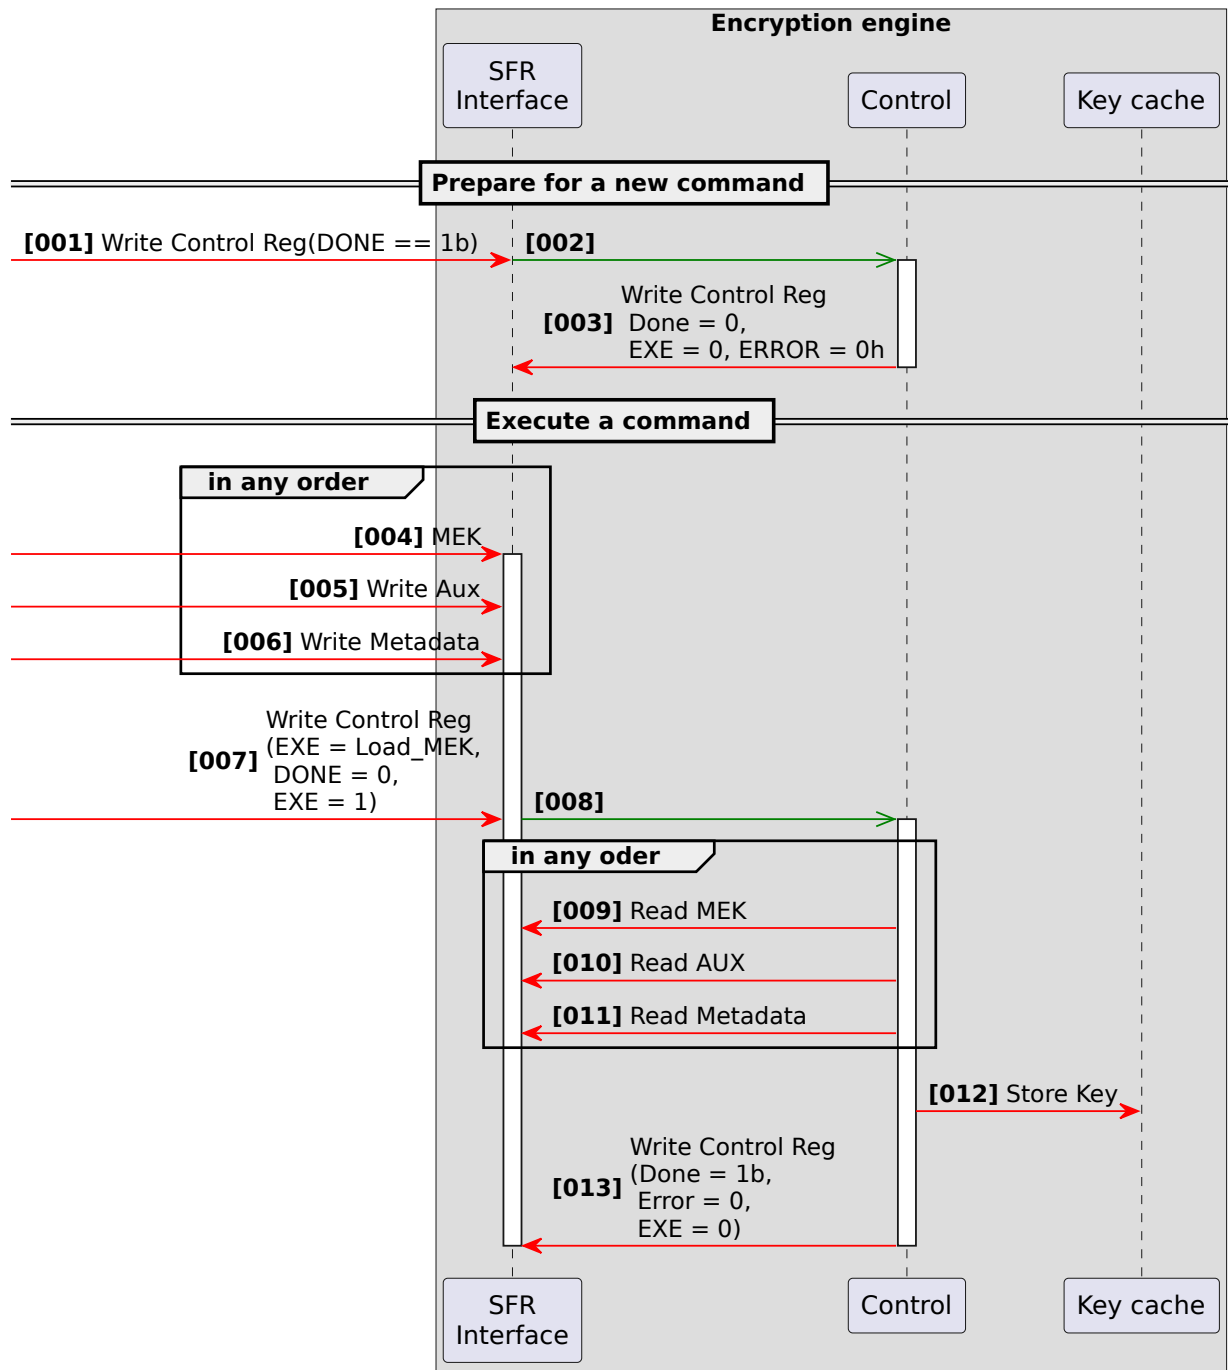 Encryption engine
SFR
Interface
Control
Key cache
Prepare for a new command
[001] Write Control Reg(DONE == 1b)
[002]
Write Control Reg
[003] Done = 0,
EXE = 0, ERROR = 0h
Execute a command
in any order
[004] MEK
[005] Write Aux
[006] Write Metadata
Write Control Reg
[007] (EXE = Load_MEK,
DONE = 0,
EXE = 1)
[008]
in any oder
[009] Read MEK
[010] Read AUX
[011] Read Metadata
[012] Store Key
Write Control Reg
[013] (Done = 1b,
Error = 0,
EXE = 0)
SFR
Interface
Control
Key cache